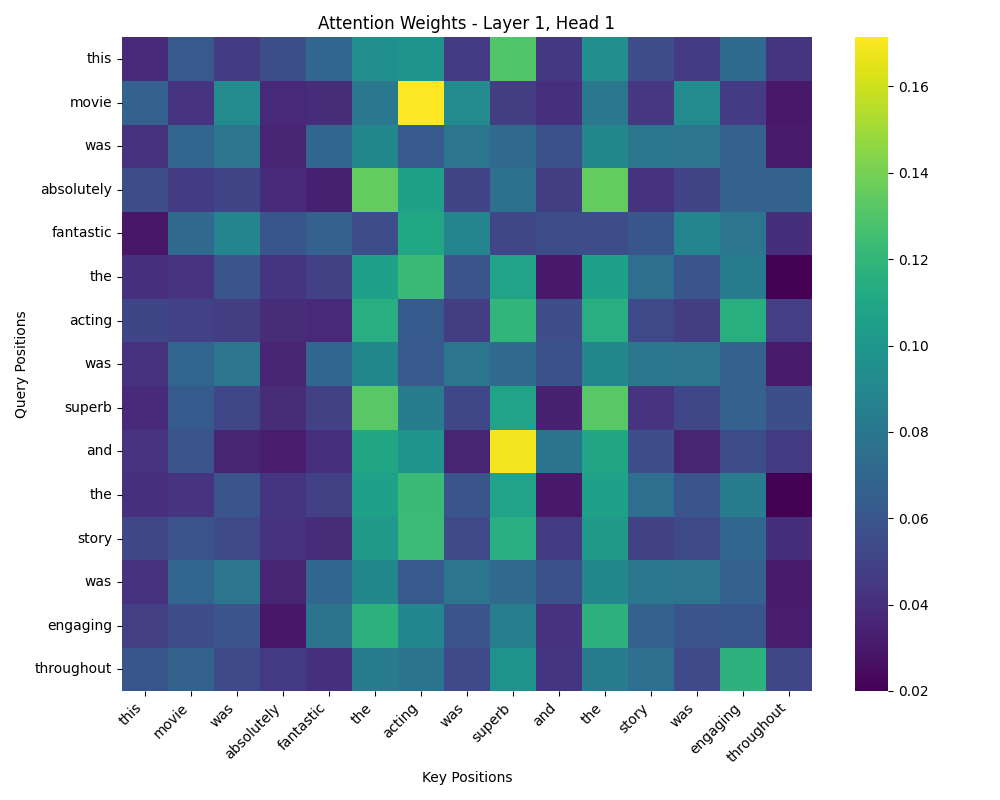 Attention Weights - Layer 1, Head 1
Query Positions
this
movie
was
absolutely
fantastic
the
acting
was
superb
and
the
story
was
engaging
throughout
this
movie
was
absolutely
fantastic
the
acting
was
superb
and
the
story
was
engaging
throughout
Key Positions
0.16
0.14
0.12
0.10
0.08
0.06
0.04
0.02